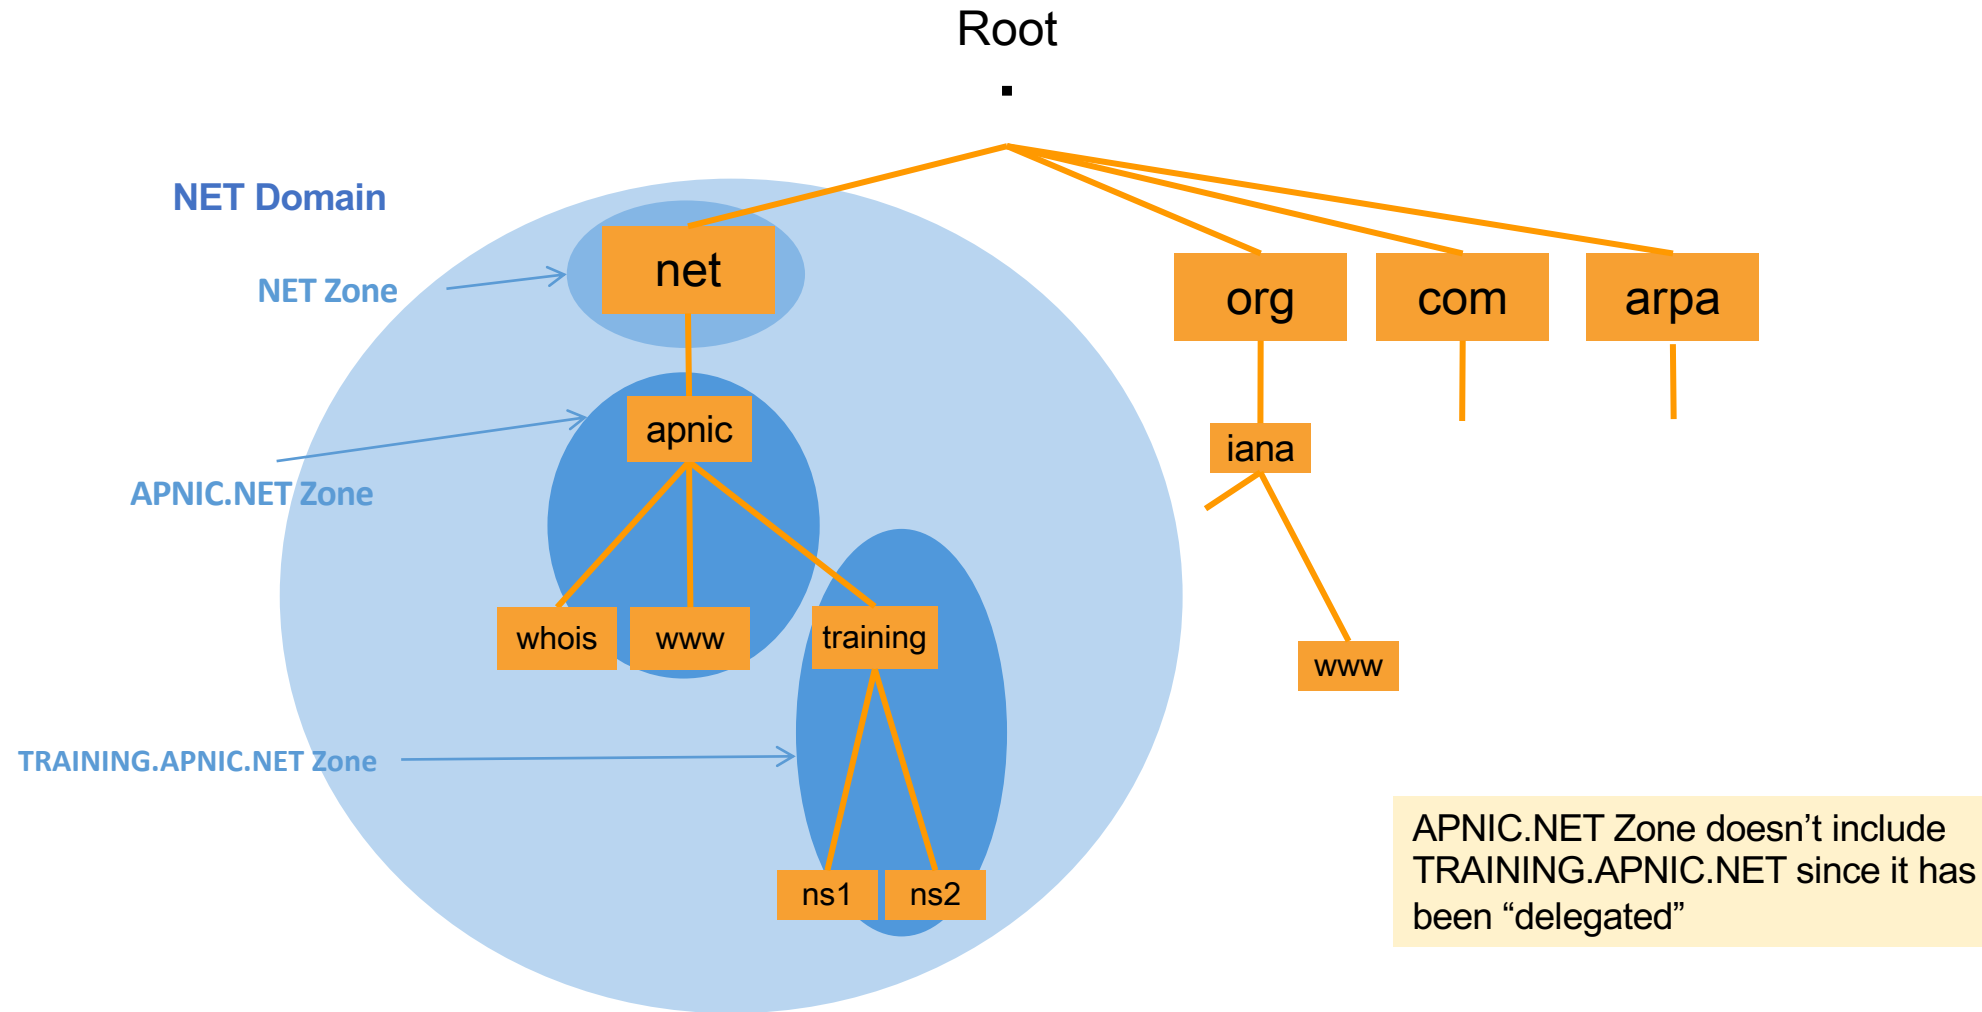 Root
.
NET Domain
NET Zone
net
org
com
arpa
apnic
iana
APNIC.NET Zone
whois
www
training
www
TRAINING.APNIC.NET Zone
ns1
ns2
APNIC.NET Zone doesn’t include
TRAINING.APNIC.NET since it has
been “delegated”